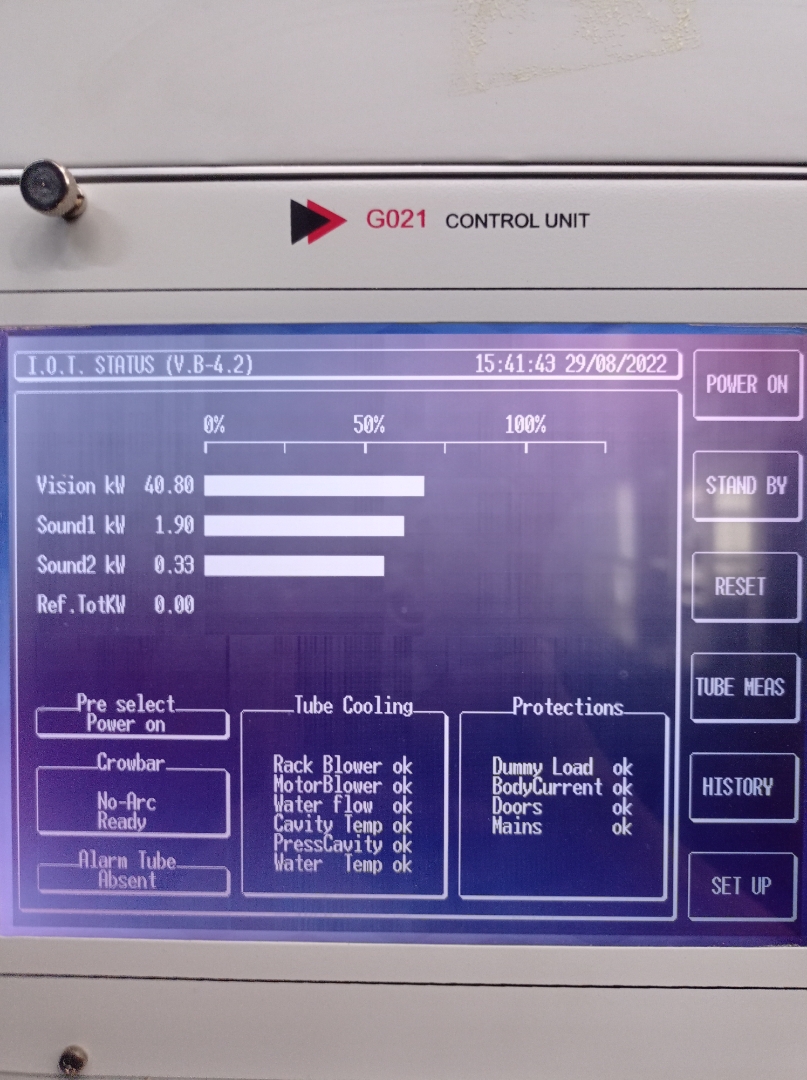 G021 CONTROL UNIT
I.O.T. STATUS (V.B-4.2) 15:41:43 29/08/2022
0% 50% 100%
Vision kW 40.80
Sound1 kW 1.90
Sound2 kW 0.33
Ref.TotKW 0.00
Pre select
Power on
Crowbar
No-Arc
Ready
Alarm Tube
Absent
Tube Cooling
Rack Blower ok
MotorBlower ok
Water flow ok
Cavity Temp ok
PressCavity ok
Water Temp ok
Protections
Dummy Load ok
BodyCurrent ok
Doors ok
Mains ok
POWER ON
STAND BY
RESET
TUBE MEAS
HISTORY
SET UP